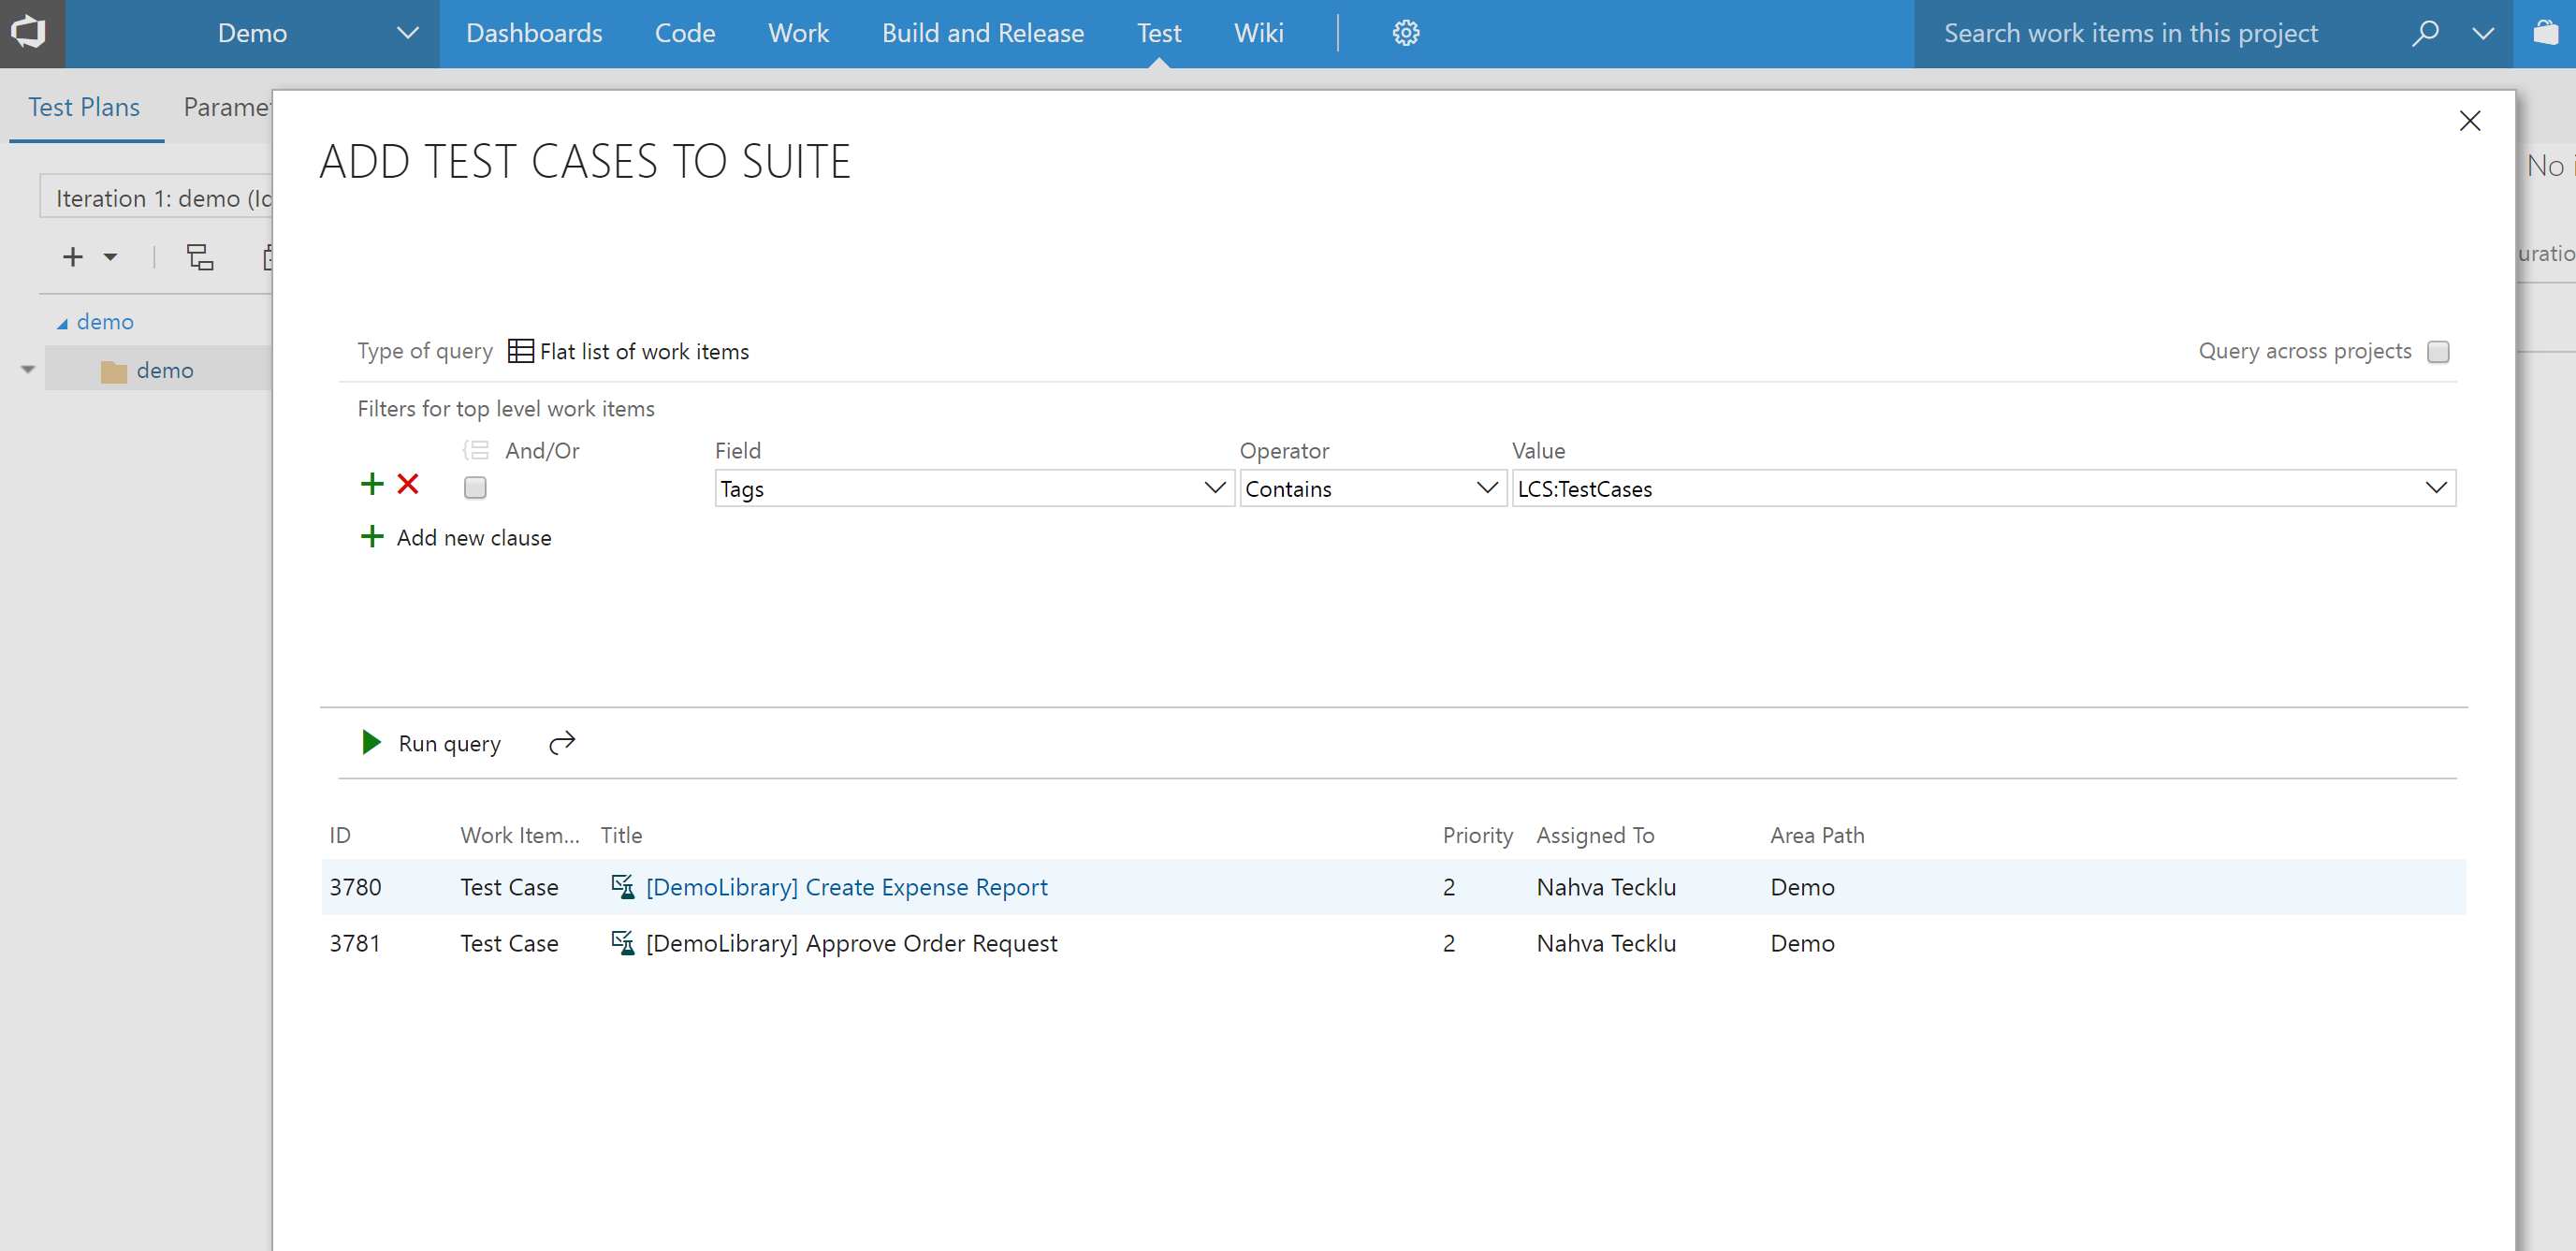 Demo
Dashboards
Code
Work
Build and Release
Test
Wiki
Search work items in this project
Test Plans
Parame
Iteration 1: demo (Id
demo
demo
ADD TEST CASES TO SUITE
No
uratio
Type of query
Flat list of work items
Query across projects
Filters for top level work items
And/Or
Field
Operator
Value
Tags
Contains
LCS:TestCases
Add new clause
Run query
ID Work Item... Title Priority Assigned To Area Path
3780 Test Case [DemoLibrary] Create Expense Report 2 Nahva Tecklu Demo
3781 Test Case [DemoLibrary] Approve Order Request 2 Nahva Tecklu Demo